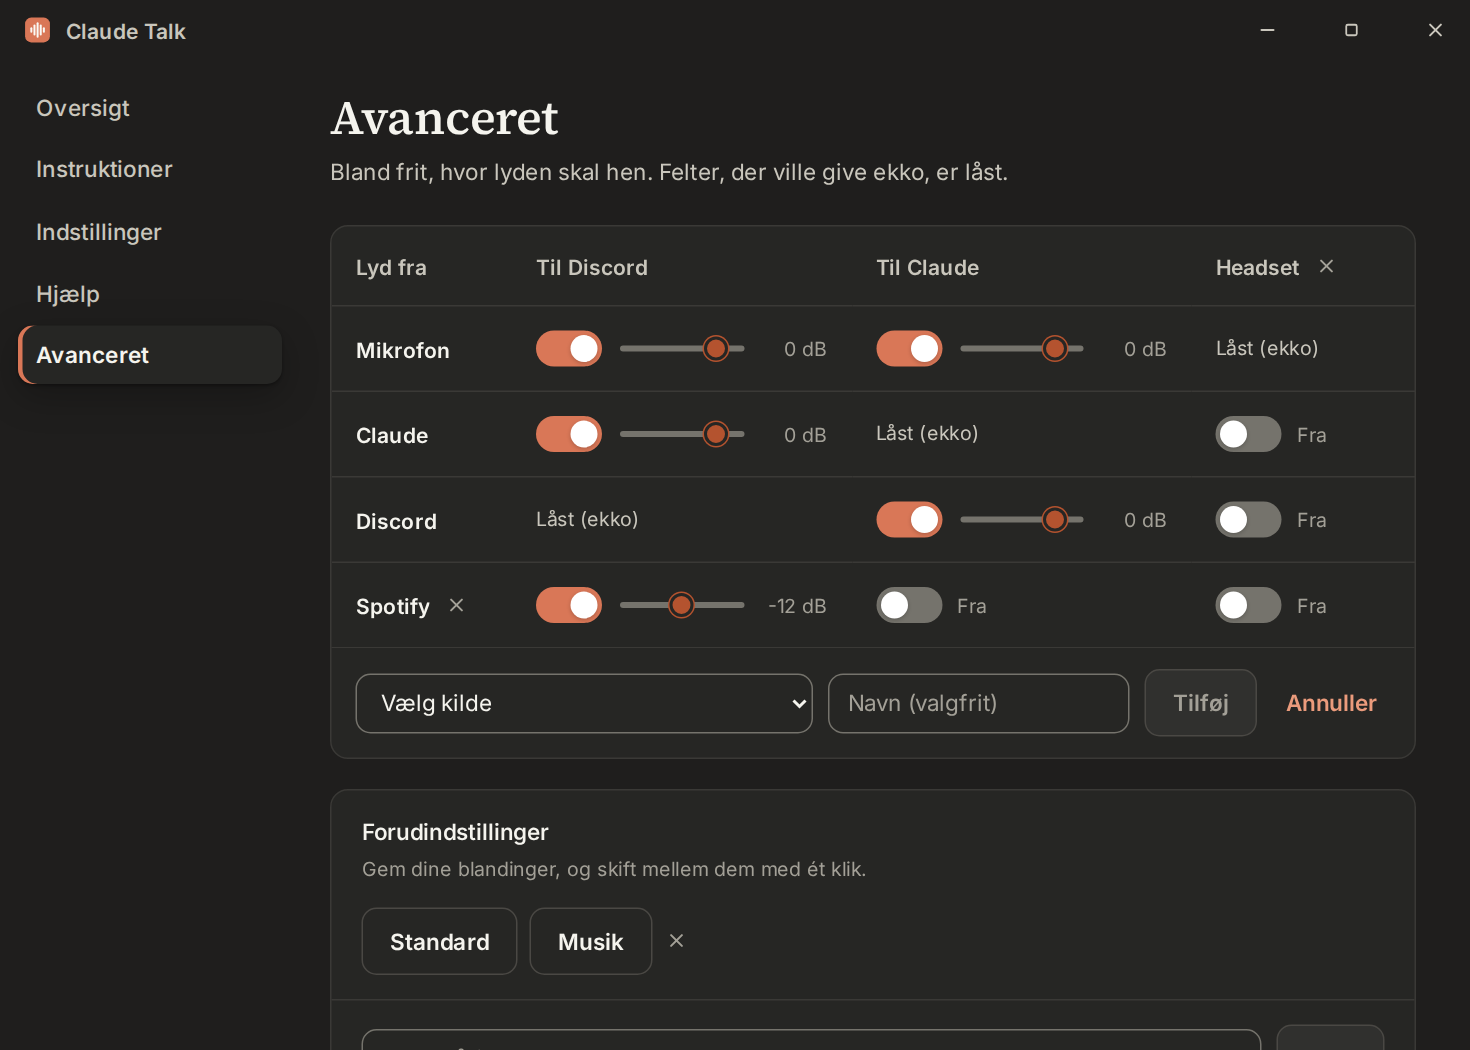 Claude Talk
Oversigt
Instruktioner
Indstillinger
Hjælp
Avanceret
Avanceret
Bland frit, hvor lyden skal hen. Felter, der ville give ekko, er låst.
Lyd fra Til Discord Til Claude Headset
Mikrofon 0 dB 0 dB Låst (ekko)
Claude 0 dB Låst (ekko) Fra
Discord Låst (ekko) 0 dB Fra
Spotify -12 dB Fra Fra
Vælg kilde Navn (valgfrit) Tilføj Annuller
Forudindstillinger
Gem dine blandinger, og skift mellem dem med ét klik.
Standard Musik